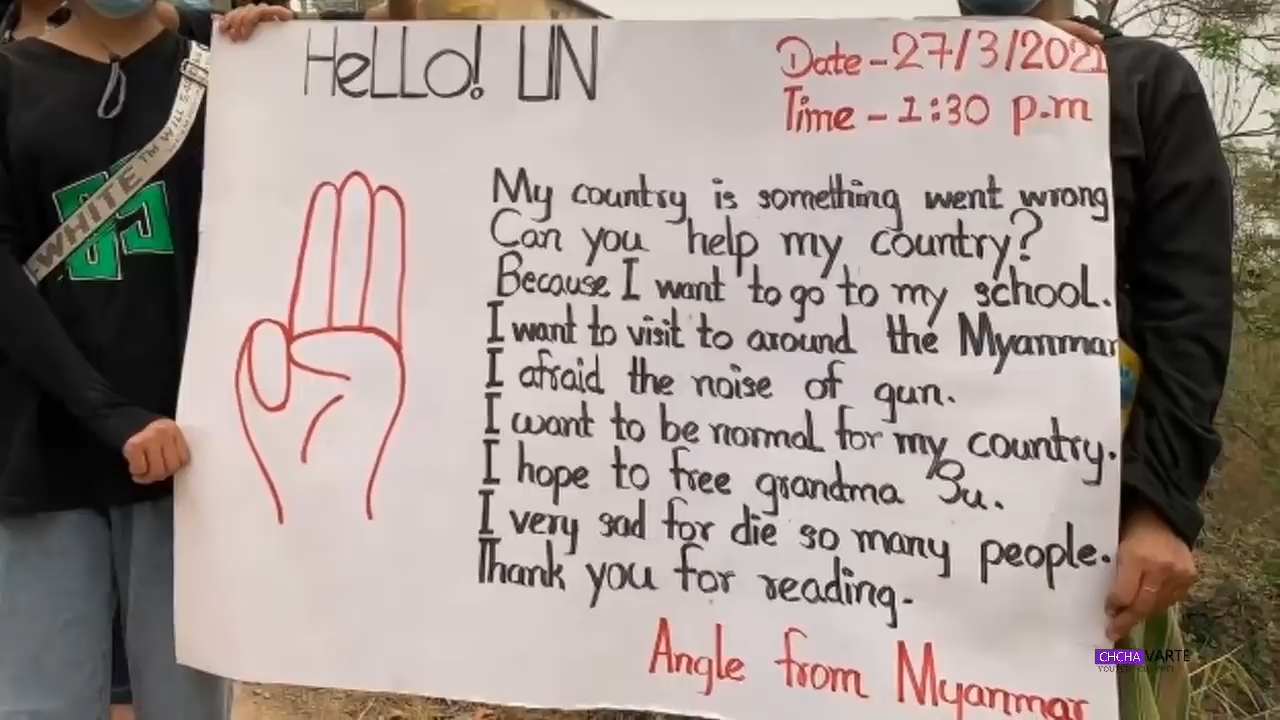 Hello! UN
Date - 27/3/2021
Time - 1:30 p.m
My country is something went wrong
Can you help my country?
Because I want to go to my school.
I want to visit to around the Myanmar
I afraid the noise of gun.
I want to be normal for my country.
I hope to free grandma Su.
I very sad for die so many people.
Thank you for reading.
Angle from Myanmar
WHITE™ WILL
CHCHAVARTE